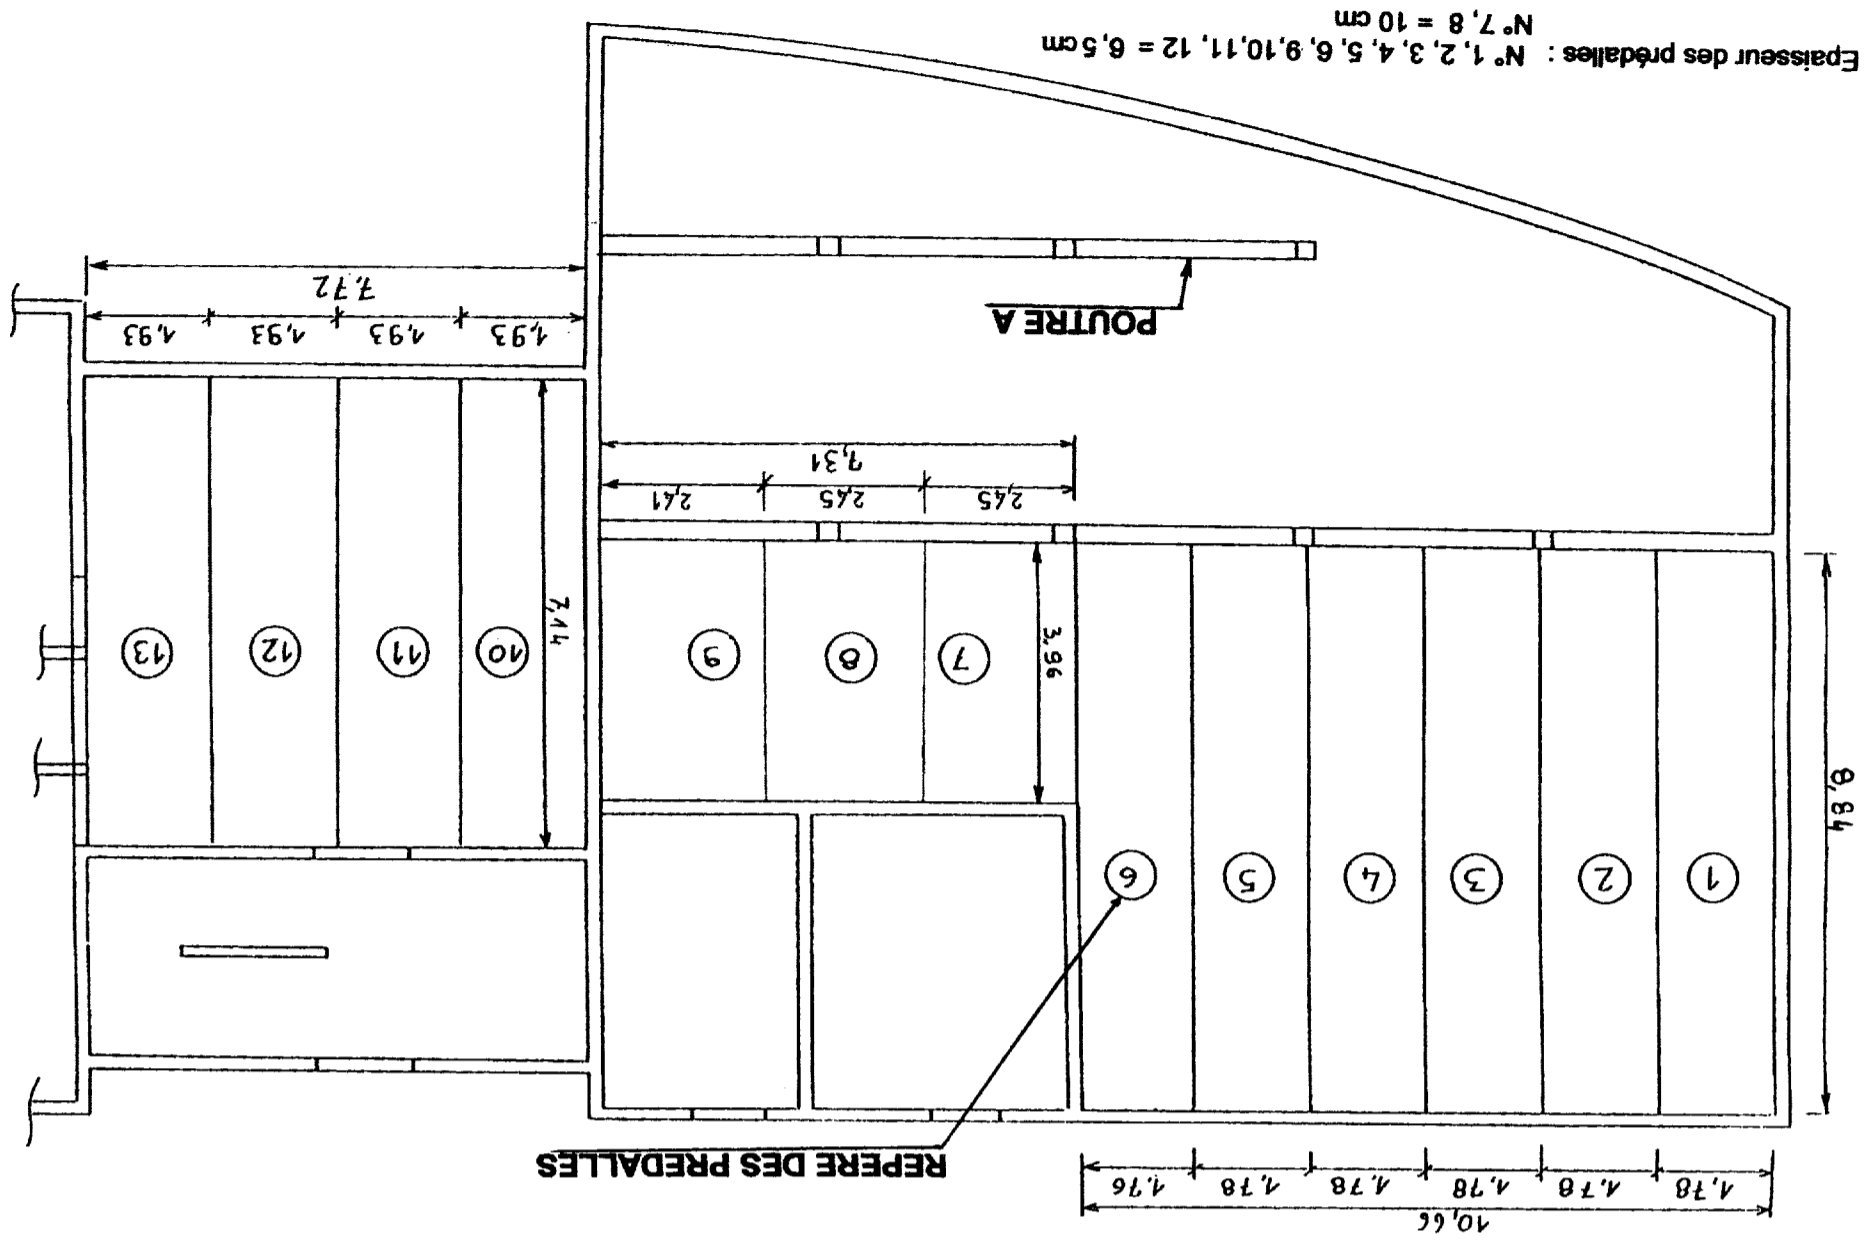 10,66
1,78 1.78 1,78 1.78 1,78 1.76
REPERE DES PREDALLES
8,84
1 2 3 4 5 6
7 8 9
3,96
10 11 12 13
7,14
2,45 2,45 2,41
7,31
POUTRE A
1,93 1,93 1,93 1,93
7.72
Epaisseur des prédalles : N° 1, 2, 3, 4, 5, 6, 9,10,11, 12 = 6,5 cm
N° 7, 8 = 10 cm